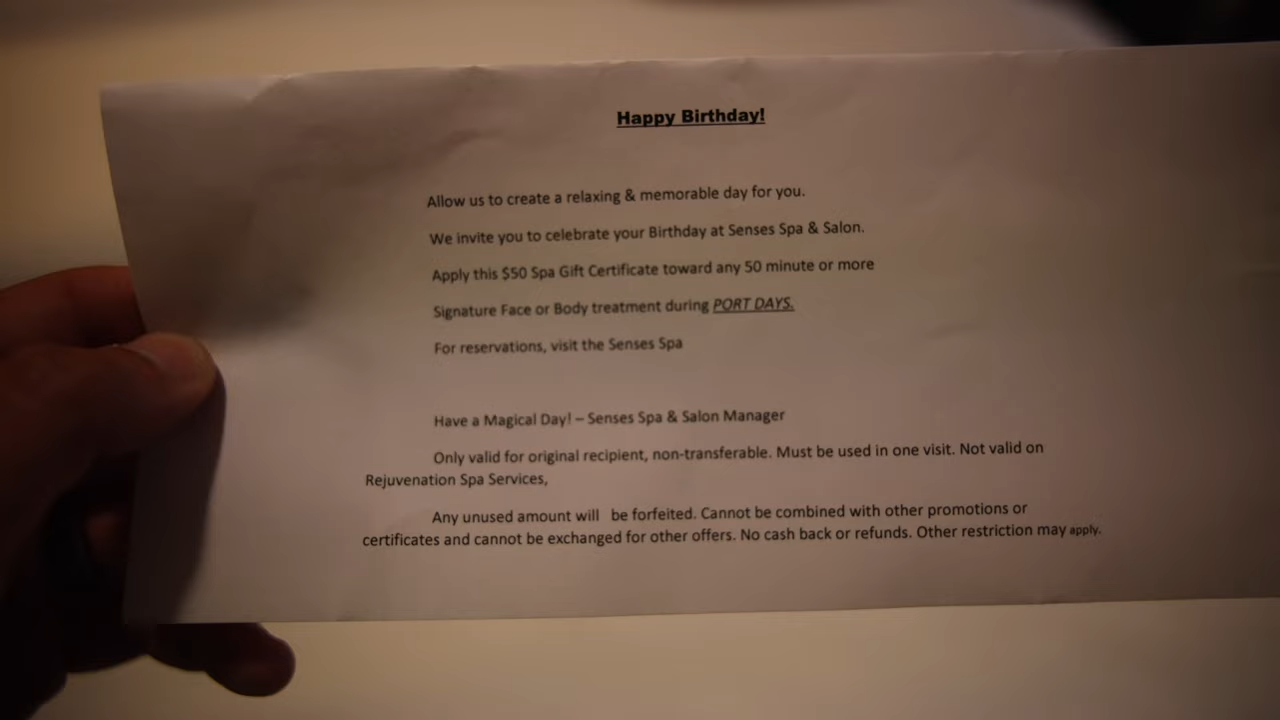 Happy Birthday!
Allow us to create a relaxing & memorable day for you.
We invite you to celebrate your Birthday at Senses Spa & Salon.
Apply this $50 Spa Gift Certificate toward any 50 minute or more
Signature Face or Body treatment during PORT DAYS.
For reservations, visit the Senses Spa
Have a Magical Day! – Senses Spa & Salon Manager
Only valid for original recipient, non-transferable. Must be used in one visit. Not valid on
Rejuvenation Spa Services,
Any unused amount will be forfeited. Cannot be combined with other promotions or
certificates and cannot be exchanged for other offers. No cash back or refunds. Other restriction may apply.